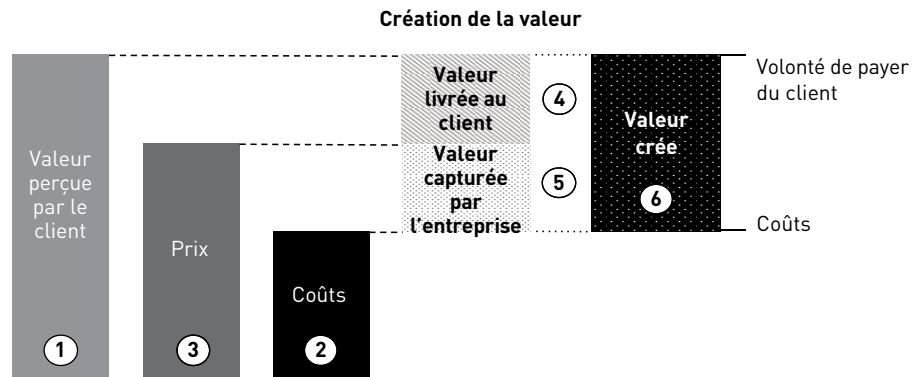 Création de la valeur
Valeur
perçue
par le
client
1
Prix
3
Coûts
2
Valeur
livrée au
client
4
Valeur
capturée
par
l'entreprise
5
Valeur
crée
6
Volonté de payer
du client
Coûts